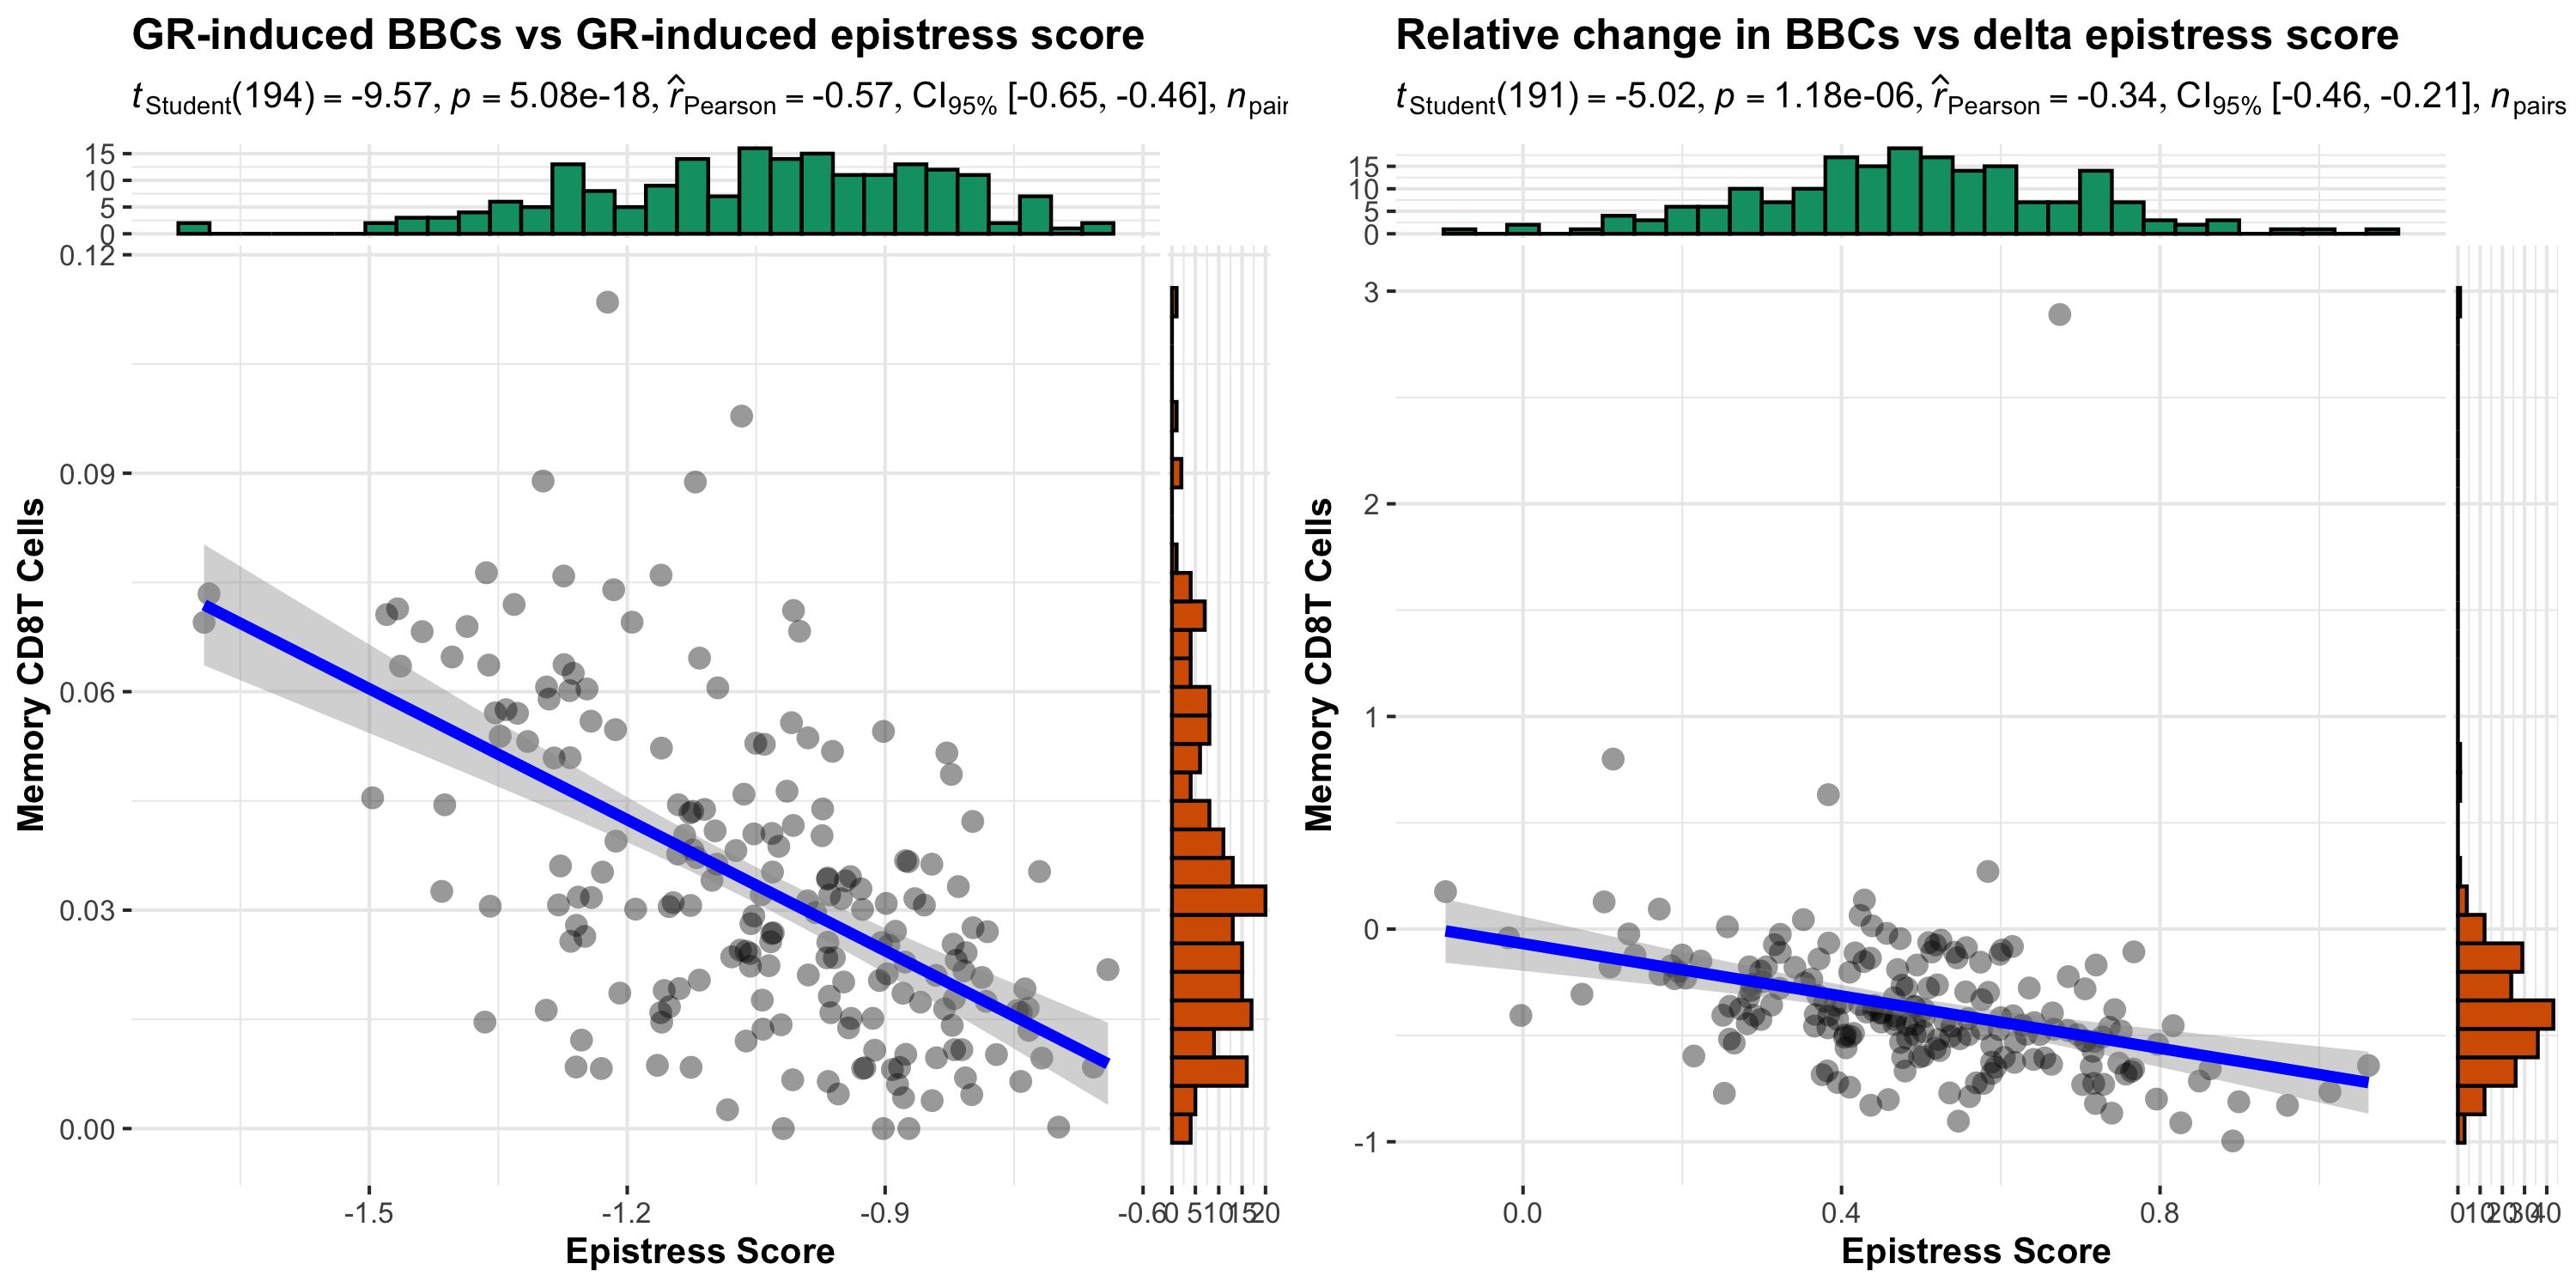 GR-induced BBCs vs GR-induced epistress score
t Student(194) = -9.57, p = 5.08e-18, r̂ Pearson = -0.57, CI95% [-0.65, -0.46], n pair
15
10
5
0
0.12
0.09
0.06
0.03
0.00
Memory CD8T Cells
-1.5 -1.2 -0.9 -0.6
0 5 10 15 20
Epistress Score
Relative change in BBCs vs delta epistress score
t Student(191) = -5.02, p = 1.18e-06, r̂ Pearson = -0.34, CI95% [-0.46, -0.21], n pairs
15
10
5
0
3
2
1
0
-1
Memory CD8T Cells
0.0 0.4 0.8
0 10 20 30 40
Epistress Score